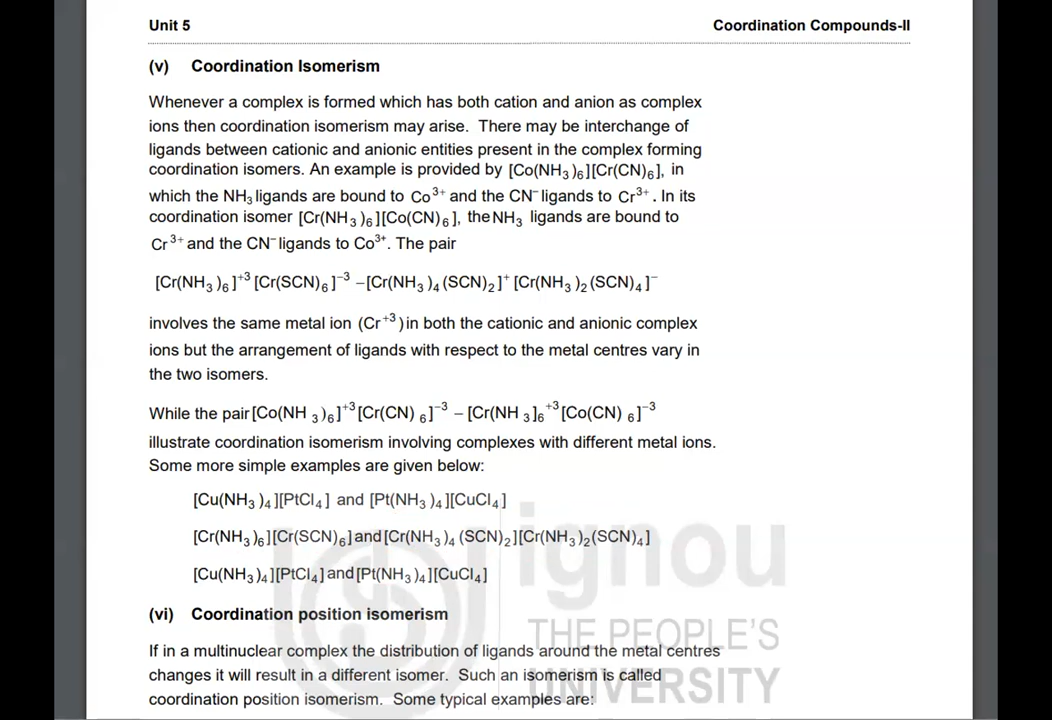 Unit 5 Coordination Compounds-II
(v) Coordination Isomerism
Whenever a complex is formed which has both cation and anion as complex
ions then coordination isomerism may arise. There may be interchange of
ligands between cationic and anionic entities present in the complex forming
coordination isomers. An example is provided by [Co(NH₃)₆][Cr(CN)₆], in
which the NH₃ ligands are bound to Co³⁺ and the CN⁻ ligands to Cr³⁺. In its
coordination isomer [Cr(NH₃)₆][Co(CN)₆], the NH₃ ligands are bound to
Cr³⁺ and the CN⁻ ligands to Co³⁺. The pair
[Cr(NH₃)₆]⁺³[Cr(SCN)₆]⁻³ –[Cr(NH₃)₄(SCN)₂]⁺[Cr(NH₃)₂(SCN)₄]⁻
involves the same metal ion (Cr⁺³) in both the cationic and anionic complex
ions but the arrangement of ligands with respect to the metal centres vary in
the two isomers.
While the pair [Co(NH₃)₆]⁺³[Cr(CN)₆]⁻³ – [Cr(NH₃]₆⁺³[Co(CN)₆]⁻³
illustrate coordination isomerism involving complexes with different metal ions.
Some more simple examples are given below:
[Cu(NH₃)₄][PtCl₄] and [Pt(NH₃)₄][CuCl₄]
[Cr(NH₃)₆][Cr(SCN)₆] and [Cr(NH₃)₄(SCN)₂][Cr(NH₃)₂(SCN)₄]
[Cu(NH₃)₄][PtCl₄] and [Pt(NH₃)₄][CuCl₄]
ignou
(vi) Coordination position isomerism
THE PEOPLE'S
If in a multinuclear complex the distribution of ligands around the metal centres
changes it will result in a different isomer. Such an isomerism is called
UNIVERSITY
coordination position isomerism. Some typical examples are: